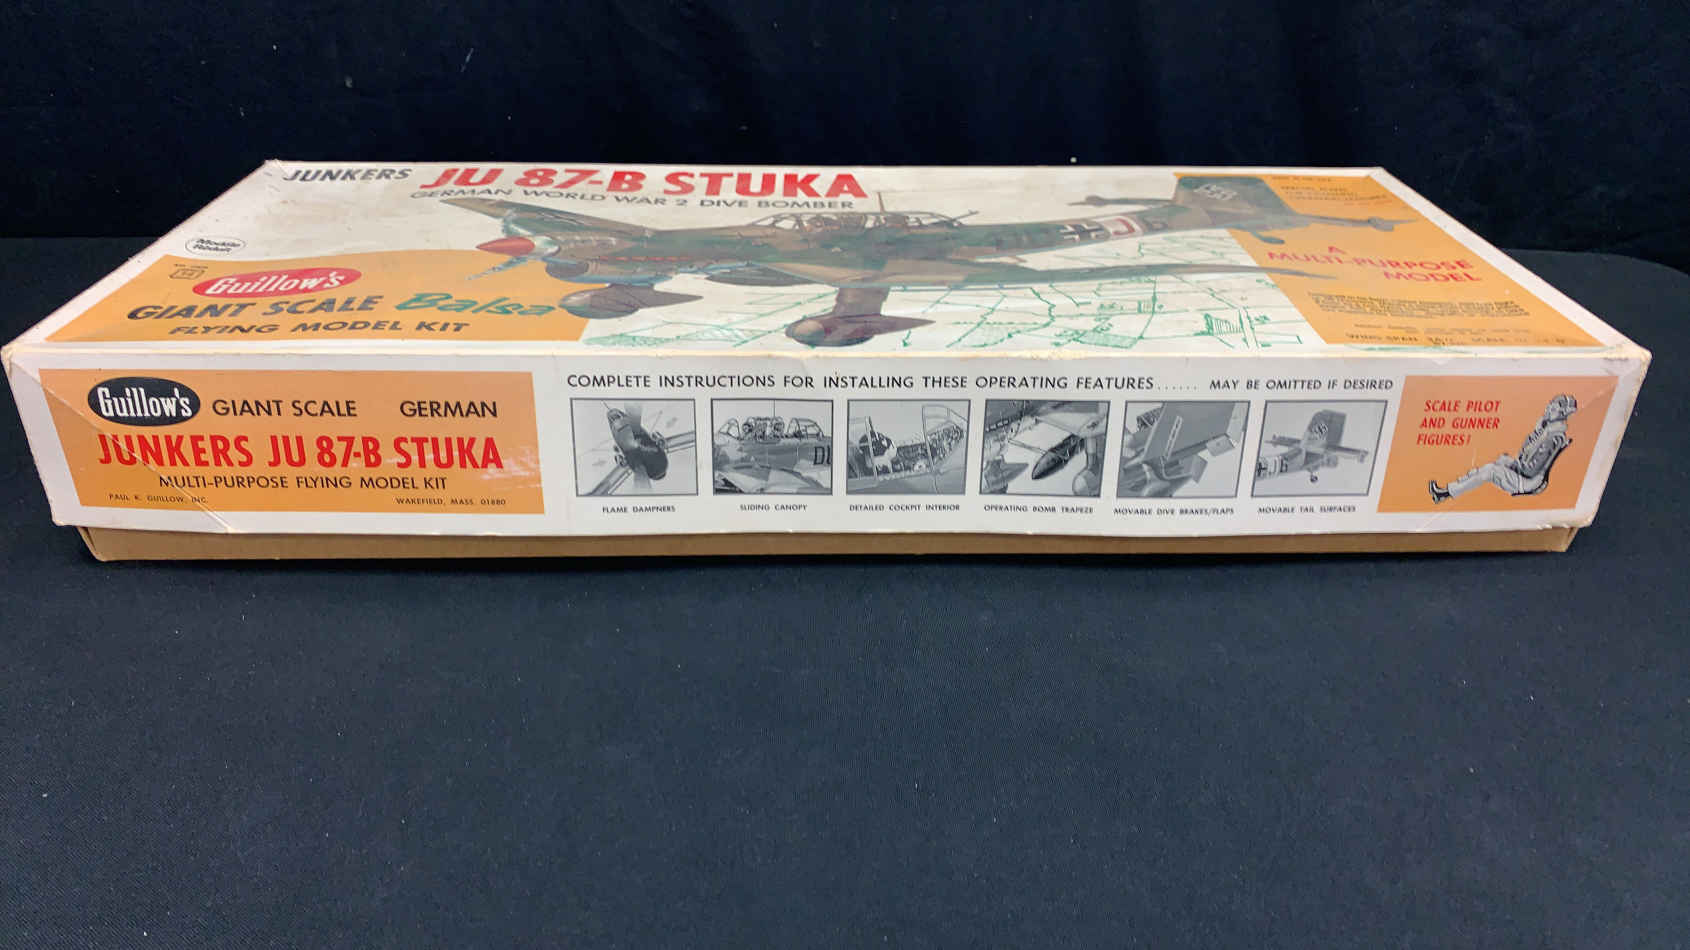 JUNKERS JU 87-B STUKA
GERMAN WORLD WAR 2 DIVE BOMBER
Guillow's
GIANT SCALE Balsa
FLYING MODEL KIT
A
MULTI-PURPOSE
MODEL
Guillow's GIANT SCALE GERMAN
JUNKERS JU 87-B STUKA
MULTI-PURPOSE FLYING MODEL KIT
PAUL K. GUILLOW, INC. WAKEFIELD, MASS. 01880
COMPLETE INSTRUCTIONS FOR INSTALLING THESE OPERATING FEATURES...... MAY BE OMITTED IF DESIRED
FLAME DAMPNERS
SLIDING CANOPY
DETAILED COCKPIT INTERIOR
OPERATING BOMB TRAPEZE
MOVABLE DIVE BRAKES/FLAPS
MOVABLE TAIL SURFACES
SCALE PILOT
AND GUNNER
FIGURES!